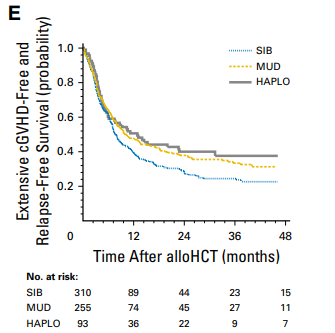 E
Extensive cGVHD-Free and
Relapse-Free Survival (probability)
1.0
0.8
0.6
0.4
0.2
SIB
MUD
HAPLO
0 12 24 36 48
Time After alloHCT (months)
No. at risk:
SIB 310 89 44 23 15
MUD 255 74 45 27 11
HAPLO 93 36 22 9 7